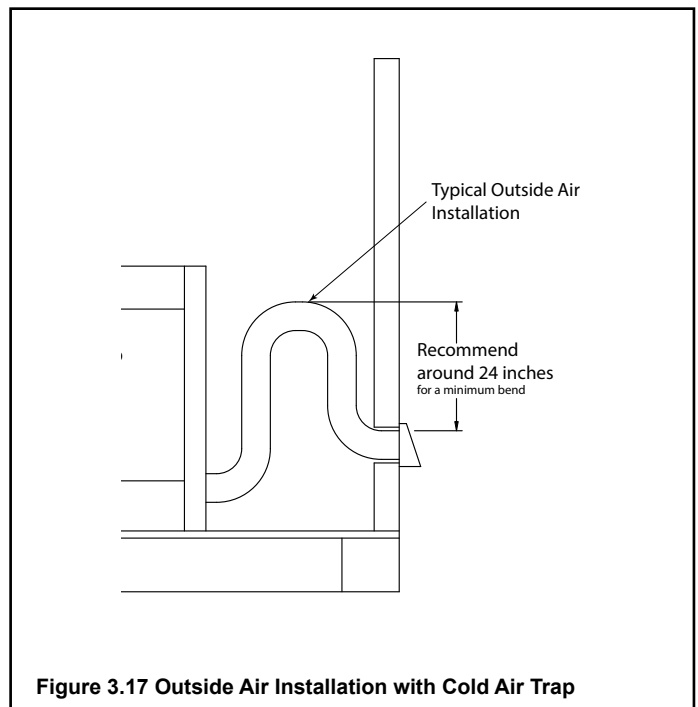 Typical Outside Air
Installation
Recommend
around 24 inches
for a minimum bend
Figure 3.17 Outside Air Installation with Cold Air Trap